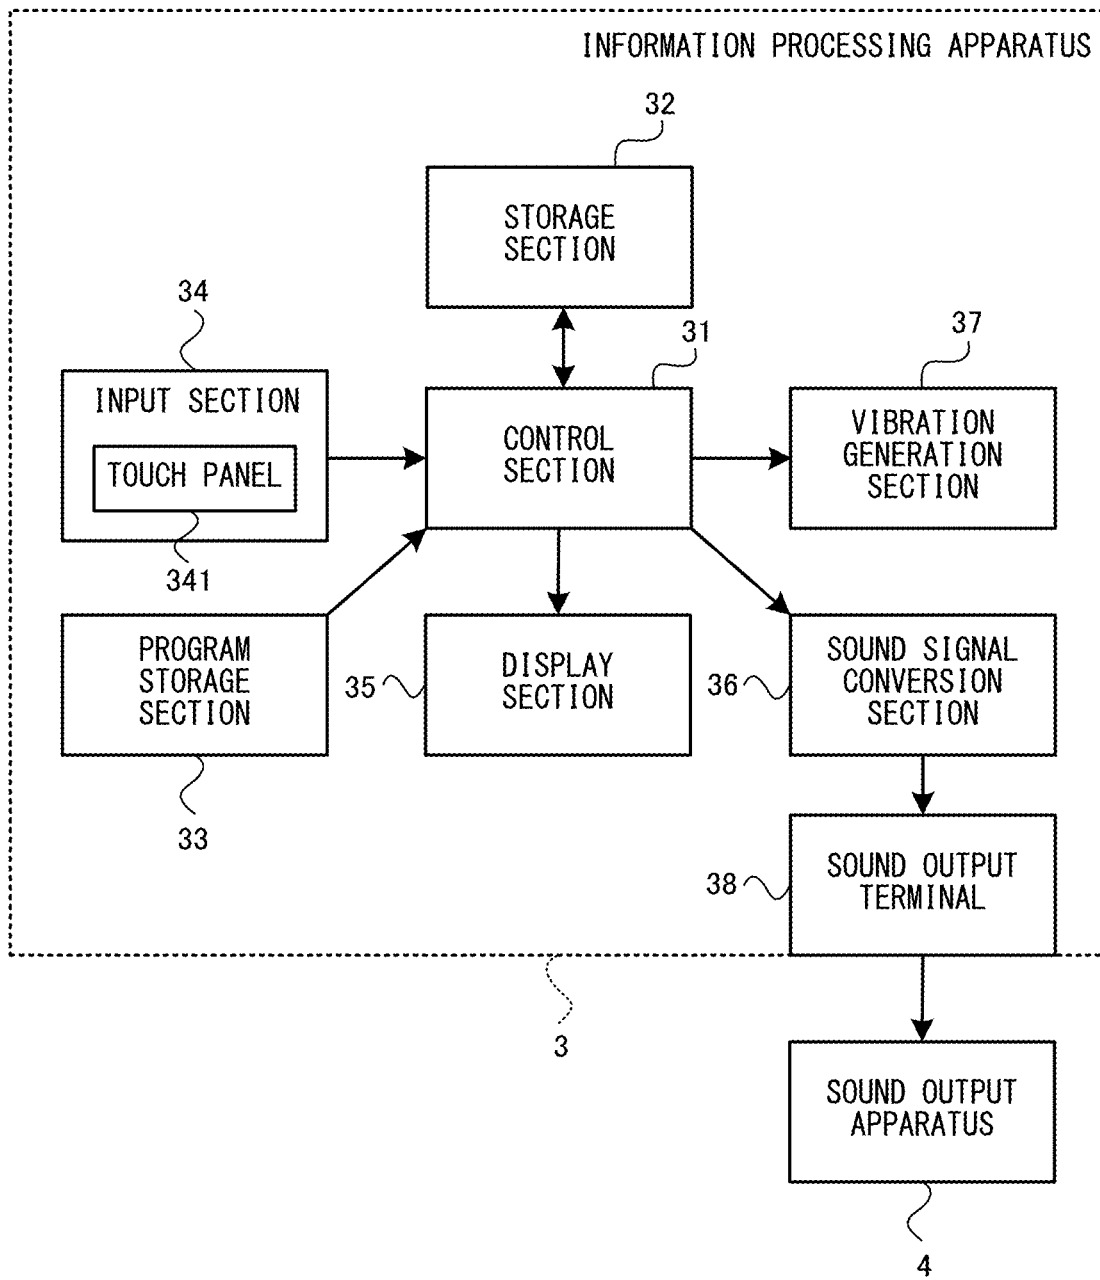 INFORMATION PROCESSING APPARATUS
32
STORAGE
SECTION
34
31
37
INPUT SECTION
TOUCH PANEL
341
CONTROL
SECTION
VIBRATION
GENERATION
SECTION
PROGRAM
STORAGE
SECTION
33
35
DISPLAY
SECTION
36
SOUND SIGNAL
CONVERSION
SECTION
38
SOUND OUTPUT
TERMINAL
3
SOUND OUTPUT
APPARATUS
4